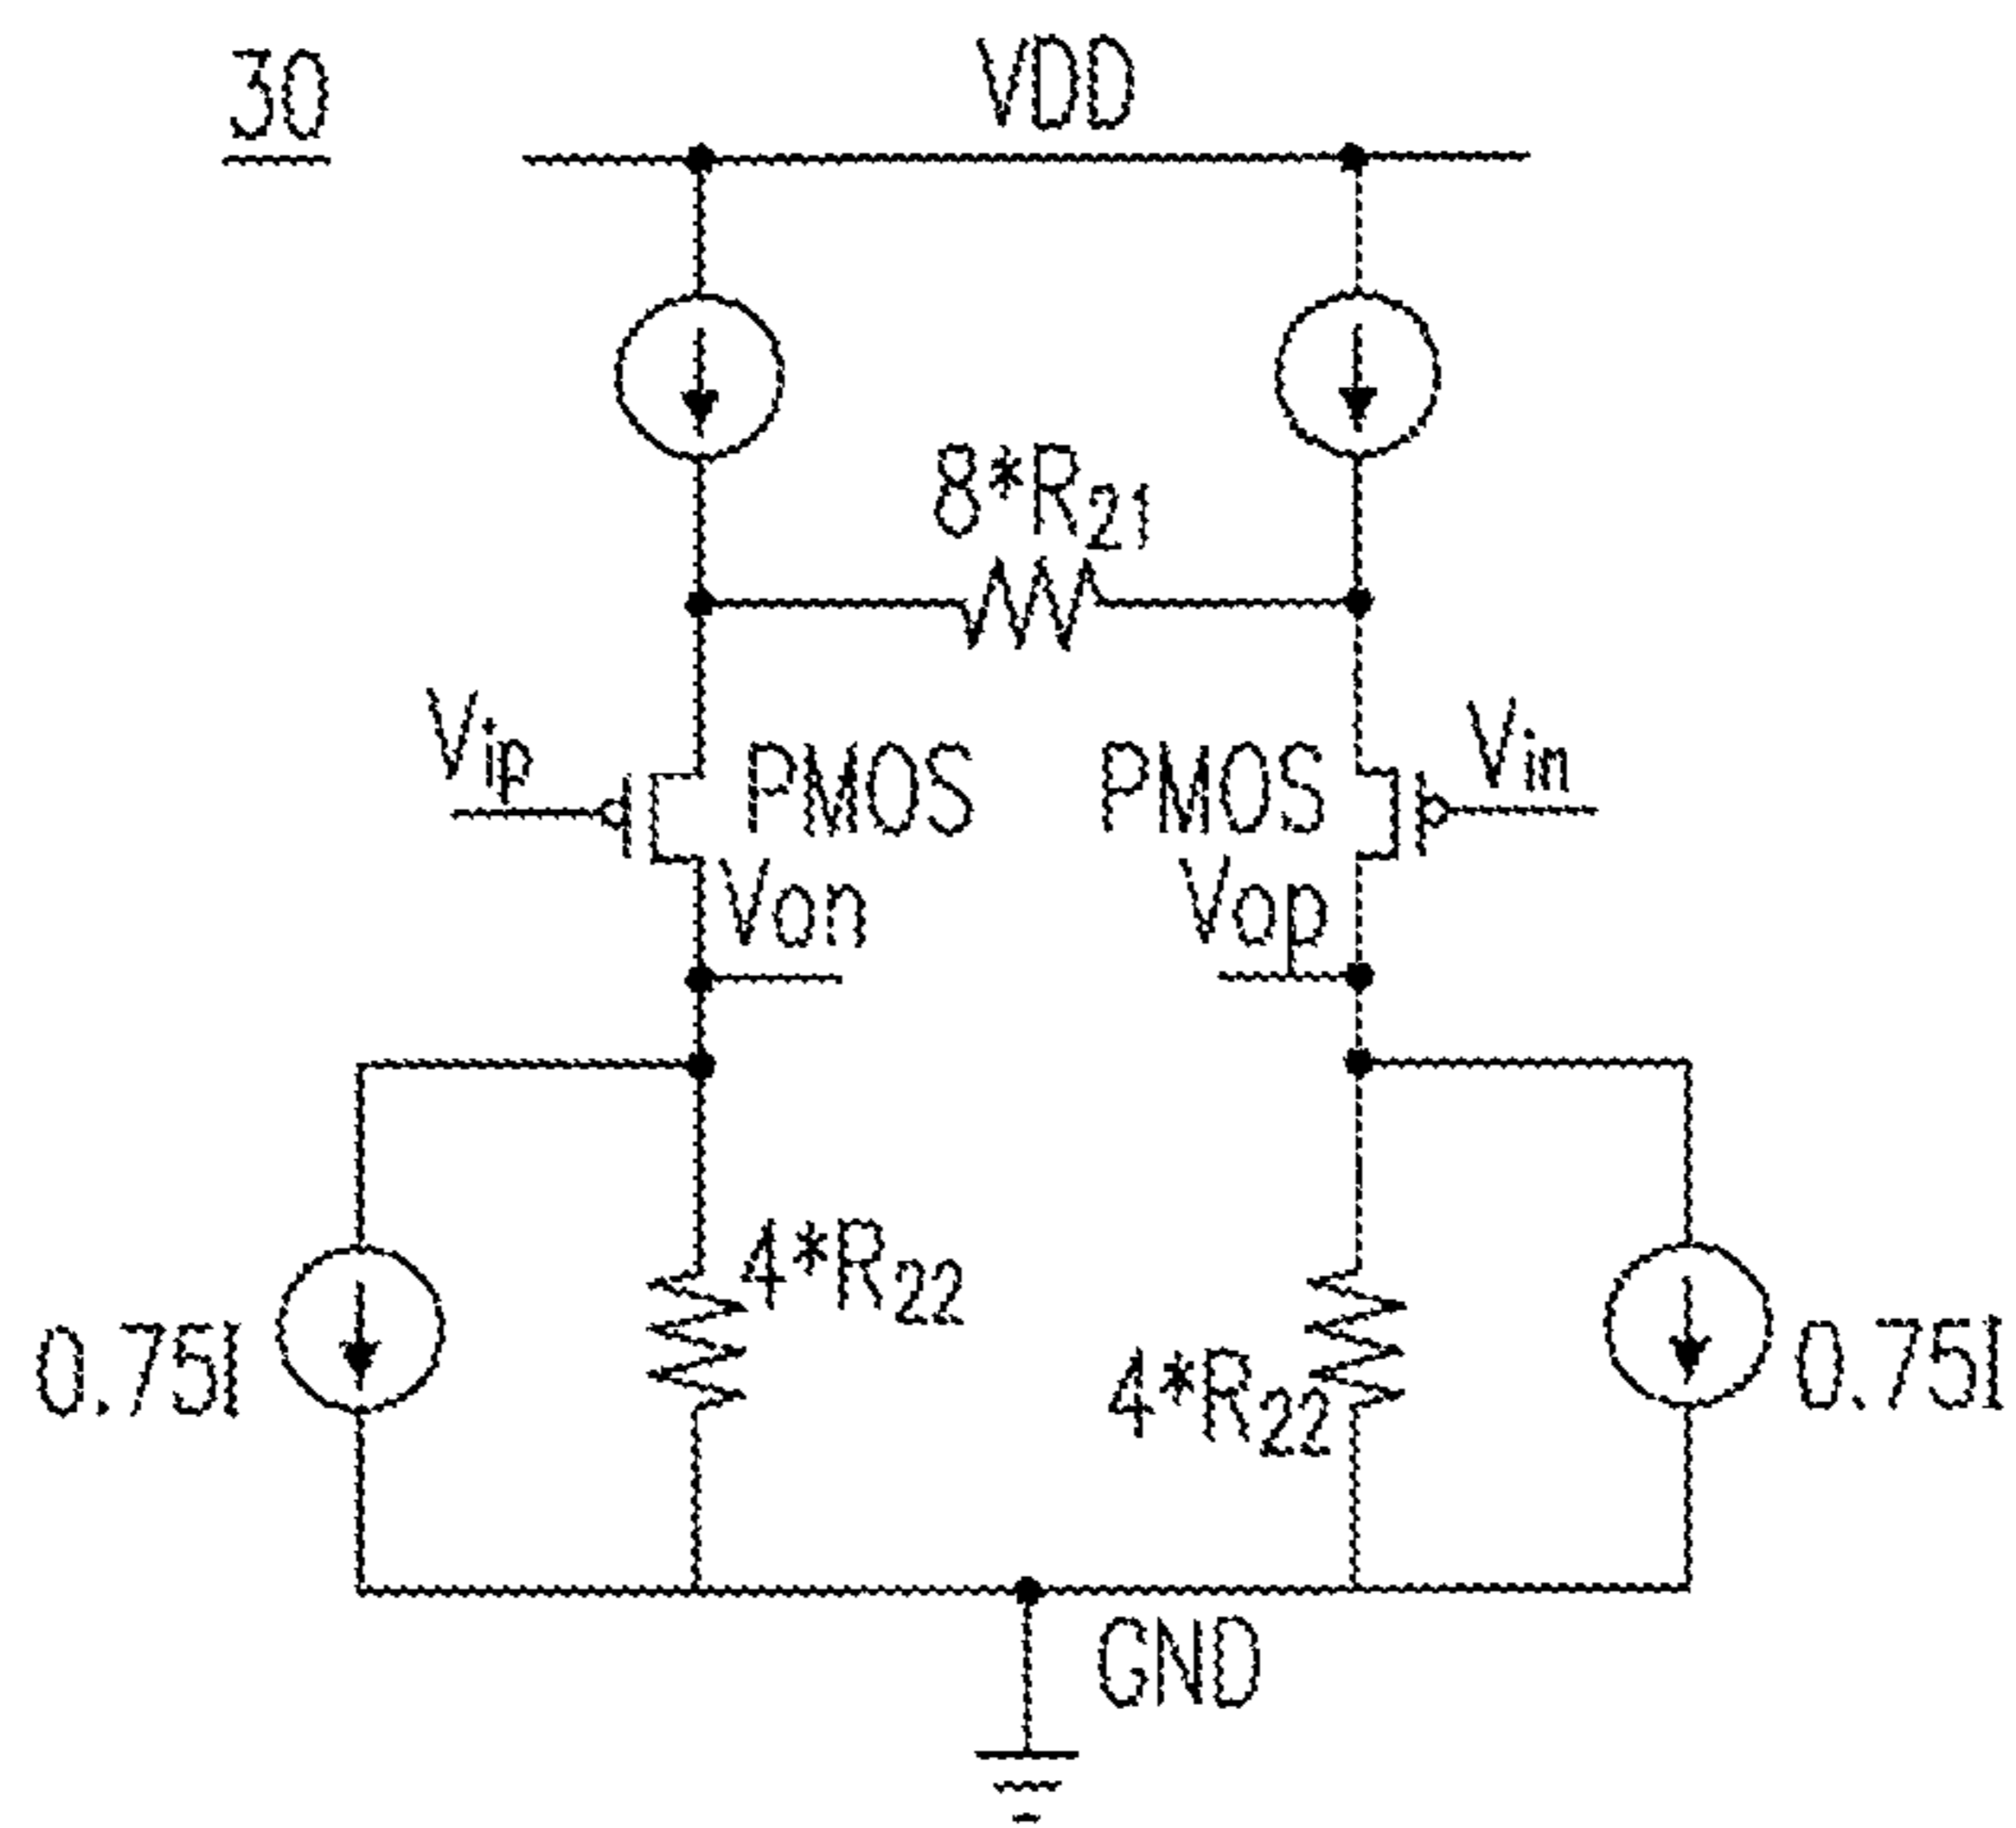 30
VDD
8*R21
Vip
PMOS
PMOS
Vin
Von
Vop
4*R22
0.75I
4*R22
0.75I
GND